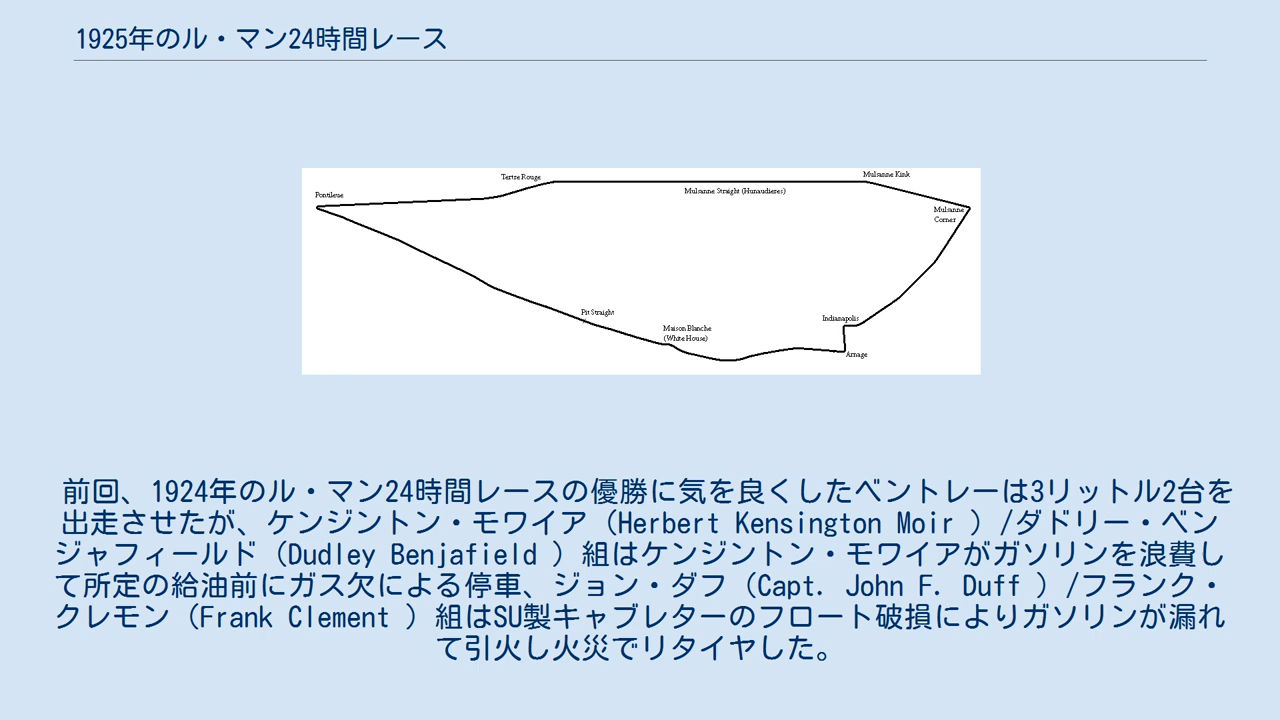 1925年のル・マン24時間レース
Tertre Rouge
Mulsanne Kink
Pontlieue
Mulsanne Straight (Hunaudieres)
Mulsanne
Corner
Pit Straight
Indianapolis
Maison Blanche
(White House)
Arnage
前回、1924年のル・マン24時間レースの優勝に気を良くしたベントレーは3リットル2台を
出走させたが、ケンジントン・モワイア（Herbert Kensington Moir ）/ダドリー・ベン
ジャフィールド（Dudley Benjafield ）組はケンジントン・モワイアがガソリンを浪費し
て所定の給油前にガス欠による停車、ジョン・ダフ（Capt. John F. Duff ）/フランク・
クレモン（Frank Clement ）組はSU製キャブレターのフロート破損によりガソリンが漏れ
て引火し火災でリタイヤした。